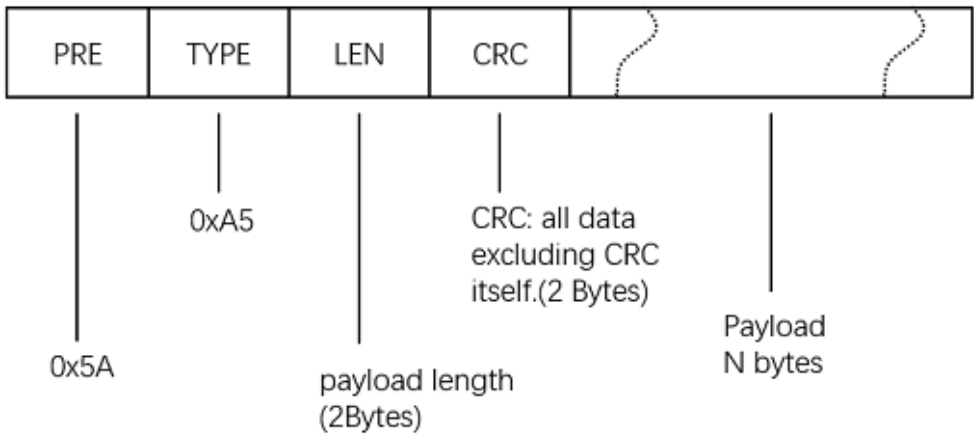 PRE
TYPE
LEN
CRC
0xA5
CRC: all data
excluding CRC
itself.(2 Bytes)
Payload
N bytes
0x5A
payload length
(2Bytes)